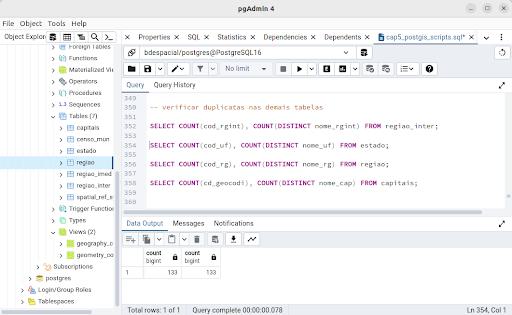 pgAdmin 4
File Object Tools Help
Object Explorer
Properties SQL Statistics Dependencies Dependents cap5_postgis_scripts.sql*
bdespacial/postgres@PostgreSQL16
No limit
Query Query History
Foreign Tables
Functions
Materialized View
Operators
Procedures
1.3 Sequences
Tables (7)
capitais
censo_mun
estado
regiao
regiao_imed
regiao_inter
spatial_ref_s
Trigger Function
Types
Views (2)
geography_co
geometry_co
Subscriptions
postgres
Login/Group Roles
Tablespaces
349
350 -- verificar duplicatas nas demais tabelas
351
352 SELECT COUNT(cod_rgint), COUNT(DISTINCT nome_rgint) FROM regiao_inter;
353
354 SELECT COUNT(cod_uf), COUNT(DISTINCT nome_uf) FROM estado;
355
356 SELECT COUNT(cod_rg), COUNT(DISTINCT nome_rg) FROM regiao;
357
358 SELECT COUNT(cd_geocodi), COUNT(DISTINCT nome_cap) FROM capitais;
359
360
Data Output Messages Notifications
count count
bigint bigint
1 133 133
Total rows: 1 of 1 Query complete 00:00:00.078 Ln 354, Col 1